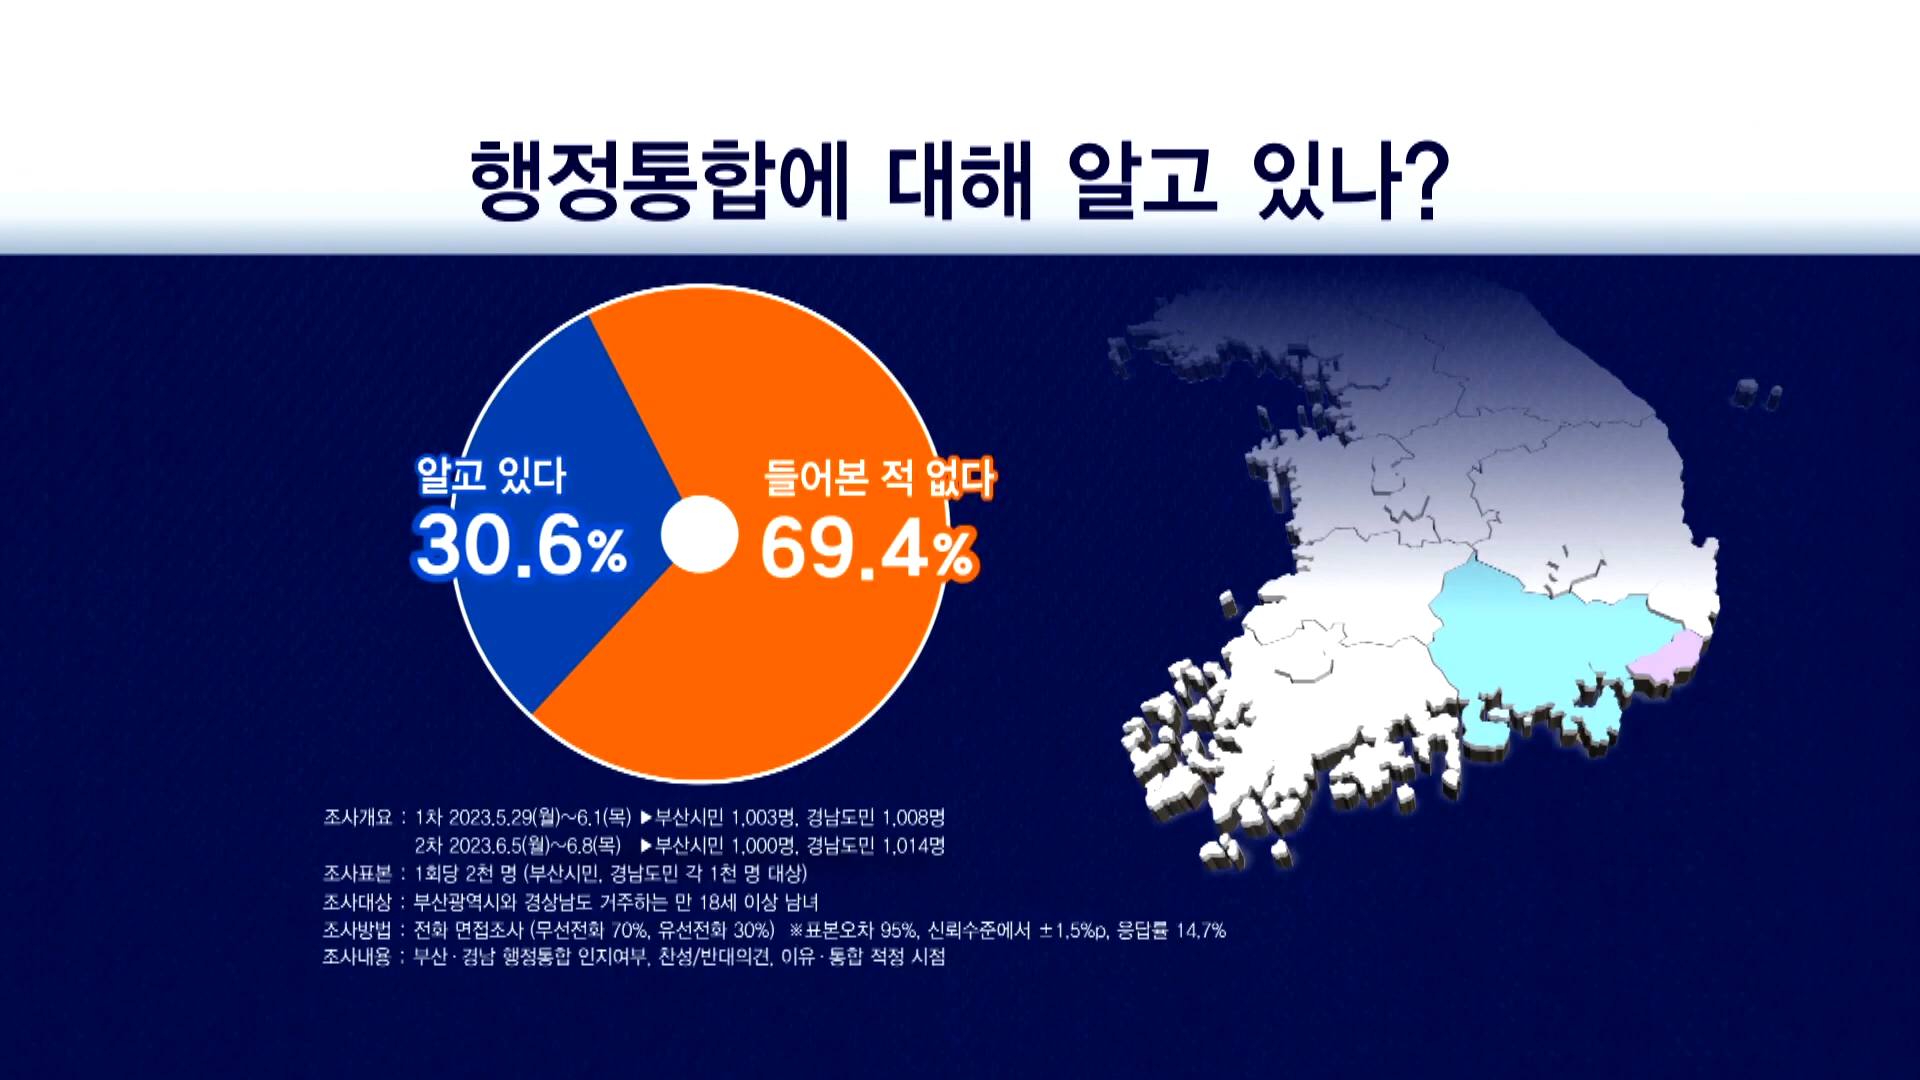 행정통합에 대해 알고 있나?
알고 있다
30.6%
들어본 적 없다
69.4%
조사개요 : 1차 2023.5.29(월)~6.1(목) ▶부산시민 1,003명, 경남도민 1,008명
2차 2023.6.5(월)~6.8(목) ▶부산시민 1,000명, 경남도민 1,014명
조사표본 : 1회당 2천 명 (부산시민, 경남도민 각 1천 명 대상)
조사대상 : 부산광역시와 경상남도 거주하는 만 18세 이상 남녀
조사방법 : 전화 면접조사 (무선전화 70%, 유선전화 30%) ※표본오차 95%, 신뢰수준에서 ±1.5%p, 응답률 14.7%
조사내용 : 부산·경남 행정통합 인지여부, 찬성/반대의견, 이유·통합 적정 시점